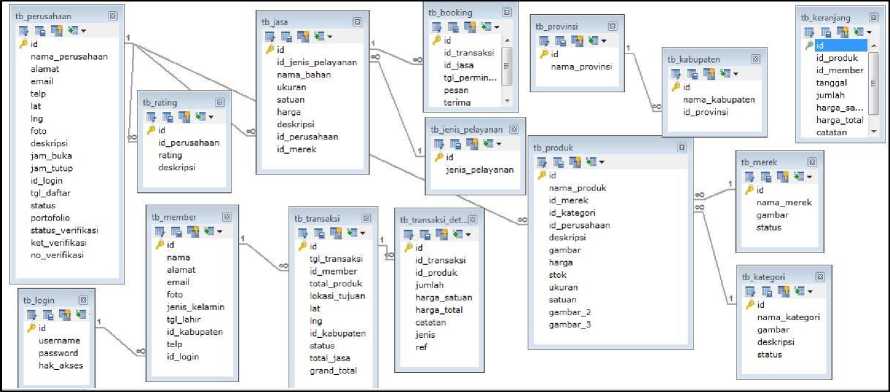 tb_perusahaan
id
nama_perusahaan
alamat
email
telp
lat
lng
foto
deskripsi
jam_buka
jam_tutup
id_login
tgl_daftar
status
portofolio
status_verifikasi
ket_verifikasi
no_verifikasi
tb_rating
id
id_perusahaan
rating
deskripsi
tb_jasa
id
id_jenis_pelayanan
nama_bahan
ukuran
satuan
harga
deskripsi
id_perusahaan
id_merek
tb_booking
id
id_transaksi
id_jasa
tgl_permin...
pesan
terima
tb_provinsi
id
nama_provinsi
tb_kabupaten
id
nama_kabupaten
id_provinsi
tb_keranjang
id
id_produk
id_member
tanggal
jumlah
harga_sa...
harga_total
catatan
tb_jenis_pelayanan
id
jenis_pelayanan
tb_produk
id
nama_produk
id_merek
id_kategori
id_perusahaan
deskripsi
gambar
harga
stok
ukuran
satuan
gambar_2
gambar_3
tb_merek
id
nama_merek
gambar
status
tb_kategori
id
nama_kategori
gambar
deskripsi
status
tb_member
id
nama
alamat
email
foto
jenis_kelamin
tgl_lahir
id_kabupaten
telp
id_login
tb_transaksi
id
tgl_transaksi
id_member
total_produk
lokasi_tujuan
lat
lng
id_kabupaten
status
total_jasa
grand_total
tb_transaksi_det...
id
id_transaksi
id_produk
jumlah
harga_satuan
harga_total
catatan
jenis
ref
tb_login
id
username
password
hak_akses
1
1
1
1
1
1
1
1
1
1
∞
∞
∞
∞
∞
∞
∞
∞
∞
∞